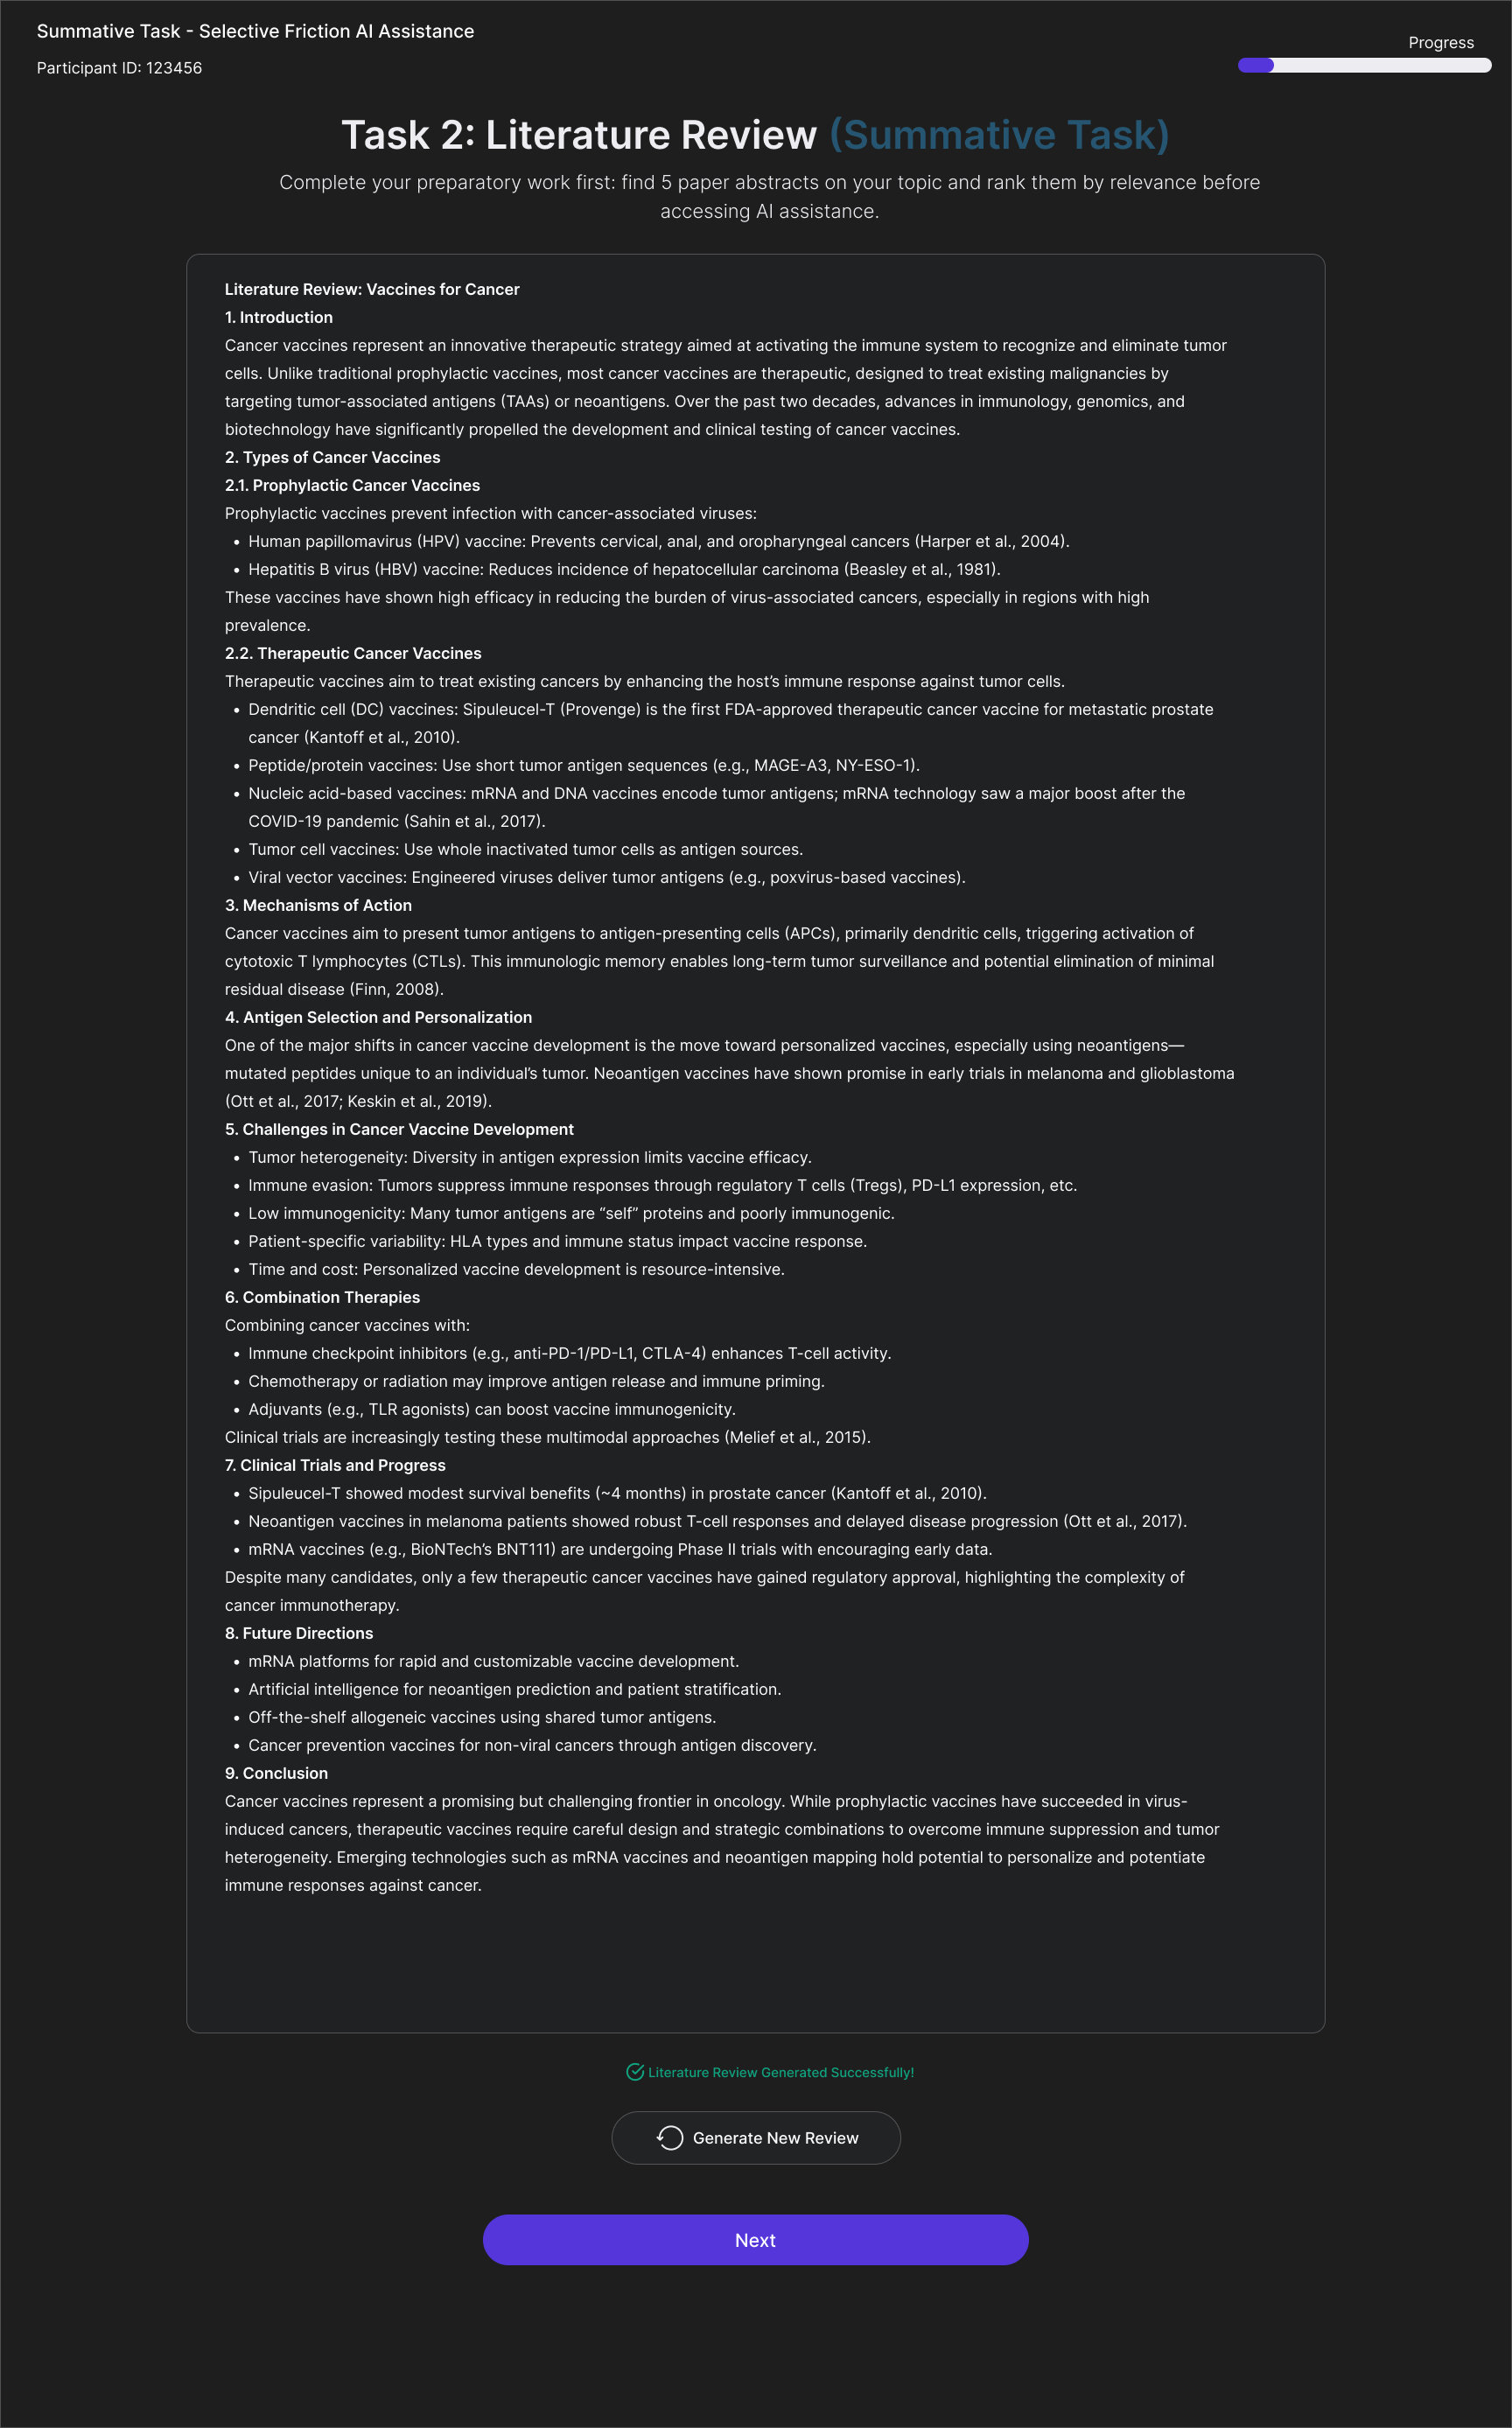 Summative Task - Selective Friction AI Assistance
Participant ID: 123456
Progress
Task 2: Literature Review (Summative Task)
Complete your preparatory work first: find 5 paper abstracts on your topic and rank them by relevance before
accessing AI assistance.
Literature Review: Vaccines for Cancer
1. Introduction
Cancer vaccines represent an innovative therapeutic strategy aimed at activating the immune system to recognize and eliminate tumor
cells. Unlike traditional prophylactic vaccines, most cancer vaccines are therapeutic, designed to treat existing malignancies by
targeting tumor-associated antigens (TAAs) or neoantigens. Over the past two decades, advances in immunology, genomics, and
biotechnology have significantly propelled the development and clinical testing of cancer vaccines.
2. Types of Cancer Vaccines
2.1. Prophylactic Cancer Vaccines
Prophylactic vaccines prevent infection with cancer-associated viruses:
• Human papillomavirus (HPV) vaccine: Prevents cervical, anal, and oropharyngeal cancers (Harper et al., 2004).
• Hepatitis B virus (HBV) vaccine: Reduces incidence of hepatocellular carcinoma (Beasley et al., 1981).
These vaccines have shown high efficacy in reducing the burden of virus-associated cancers, especially in regions with high
prevalence.
2.2. Therapeutic Cancer Vaccines
Therapeutic vaccines aim to treat existing cancers by enhancing the host’s immune response against tumor cells.
• Dendritic cell (DC) vaccines: Sipuleucel-T (Provenge) is the first FDA-approved therapeutic cancer vaccine for metastatic prostate
cancer (Kantoff et al., 2010).
• Peptide/protein vaccines: Use short tumor antigen sequences (e.g., MAGE-A3, NY-ESO-1).
• Nucleic acid-based vaccines: mRNA and DNA vaccines encode tumor antigens; mRNA technology saw a major boost after the
COVID-19 pandemic (Sahin et al., 2017).
• Tumor cell vaccines: Use whole inactivated tumor cells as antigen sources.
• Viral vector vaccines: Engineered viruses deliver tumor antigens (e.g., poxvirus-based vaccines).
3. Mechanisms of Action
Cancer vaccines aim to present tumor antigens to antigen-presenting cells (APCs), primarily dendritic cells, triggering activation of
cytotoxic T lymphocytes (CTLs). This immunologic memory enables long-term tumor surveillance and potential elimination of minimal
residual disease (Finn, 2008).
4. Antigen Selection and Personalization
One of the major shifts in cancer vaccine development is the move toward personalized vaccines, especially using neoantigens—
mutated peptides unique to an individual’s tumor. Neoantigen vaccines have shown promise in early trials in melanoma and glioblastoma
(Ott et al., 2017; Keskin et al., 2019).
5. Challenges in Cancer Vaccine Development
• Tumor heterogeneity: Diversity in antigen expression limits vaccine efficacy.
• Immune evasion: Tumors suppress immune responses through regulatory T cells (Tregs), PD-L1 expression, etc.
• Low immunogenicity: Many tumor antigens are “self” proteins and poorly immunogenic.
• Patient-specific variability: HLA types and immune status impact vaccine response.
• Time and cost: Personalized vaccine development is resource-intensive.
6. Combination Therapies
Combining cancer vaccines with:
• Immune checkpoint inhibitors (e.g., anti-PD-1/PD-L1, CTLA-4) enhances T-cell activity.
• Chemotherapy or radiation may improve antigen release and immune priming.
• Adjuvants (e.g., TLR agonists) can boost vaccine immunogenicity.
Clinical trials are increasingly testing these multimodal approaches (Melief et al., 2015).
7. Clinical Trials and Progress
• Sipuleucel-T showed modest survival benefits (~4 months) in prostate cancer (Kantoff et al., 2010).
• Neoantigen vaccines in melanoma patients showed robust T-cell responses and delayed disease progression (Ott et al., 2017).
• mRNA vaccines (e.g., BioNTech’s BNT111) are undergoing Phase II trials with encouraging early data.
Despite many candidates, only a few therapeutic cancer vaccines have gained regulatory approval, highlighting the complexity of
cancer immunotherapy.
8. Future Directions
• mRNA platforms for rapid and customizable vaccine development.
• Artificial intelligence for neoantigen prediction and patient stratification.
• Off-the-shelf allogeneic vaccines using shared tumor antigens.
• Cancer prevention vaccines for non-viral cancers through antigen discovery.
9. Conclusion
Cancer vaccines represent a promising but challenging frontier in oncology. While prophylactic vaccines have succeeded in virus-
induced cancers, therapeutic vaccines require careful design and strategic combinations to overcome immune suppression and tumor
heterogeneity. Emerging technologies such as mRNA vaccines and neoantigen mapping hold potential to personalize and potentiate
immune responses against cancer.
Literature Review Generated Successfully!
Generate New Review
Next